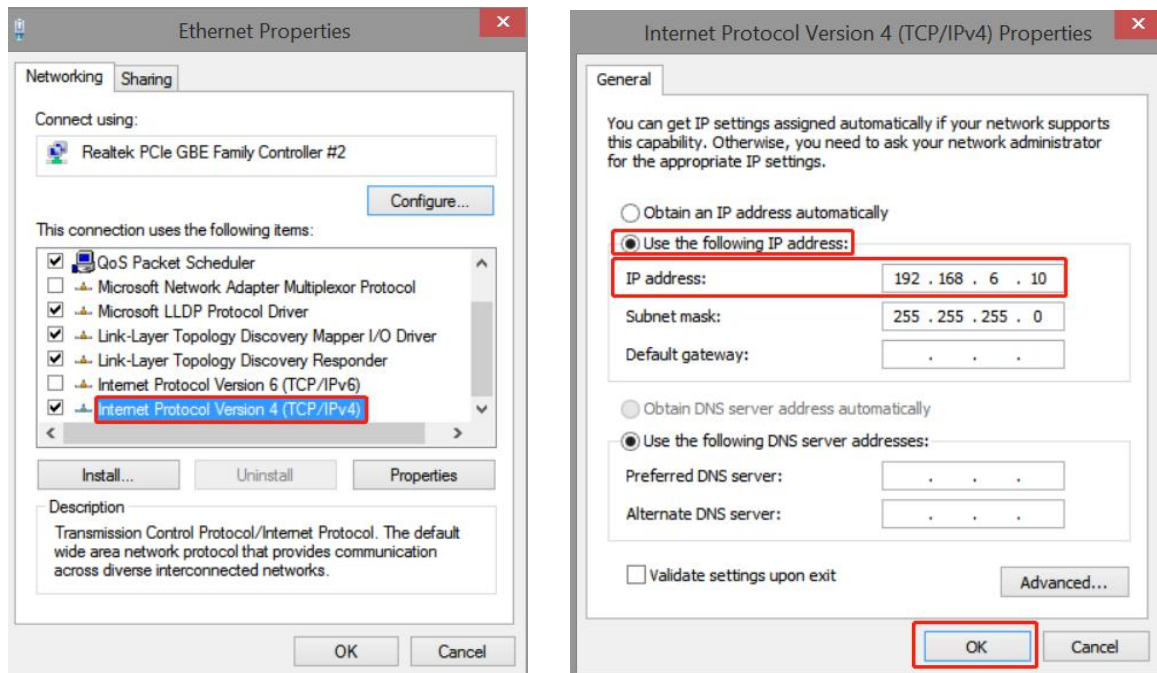 Ethernet Properties
Networking
Sharing
Connect using:
Realtek PCIe GBE Family Controller #2
Configure...
This connection uses the following items:
QoS Packet Scheduler
Microsoft Network Adapter Multiplexor Protocol
Microsoft LLDP Protocol Driver
Link-Layer Topology Discovery Mapper I/O Driver
Link-Layer Topology Discovery Responder
Internet Protocol Version 6 (TCP/IPv6)
Internet Protocol Version 4 (TCP/IPv4)
Install...
Uninstall
Properties
Description
Transmission Control Protocol/Internet Protocol. The default
wide area network protocol that provides communication
across diverse interconnected networks.
OK
Cancel
Internet Protocol Version 4 (TCP/IPv4) Properties
General
You can get IP settings assigned automatically if your network supports
this capability. Otherwise, you need to ask your network administrator
for the appropriate IP settings.
Obtain an IP address automatically
Use the following IP address:
IP address: 192 . 168 . 6 . 10
Subnet mask: 255 . 255 . 255 . 0
Default gateway: . . .
Obtain DNS server address automatically
Use the following DNS server addresses:
Preferred DNS server: . . .
Alternate DNS server: . . .
Validate settings upon exit
Advanced...
OK
Cancel